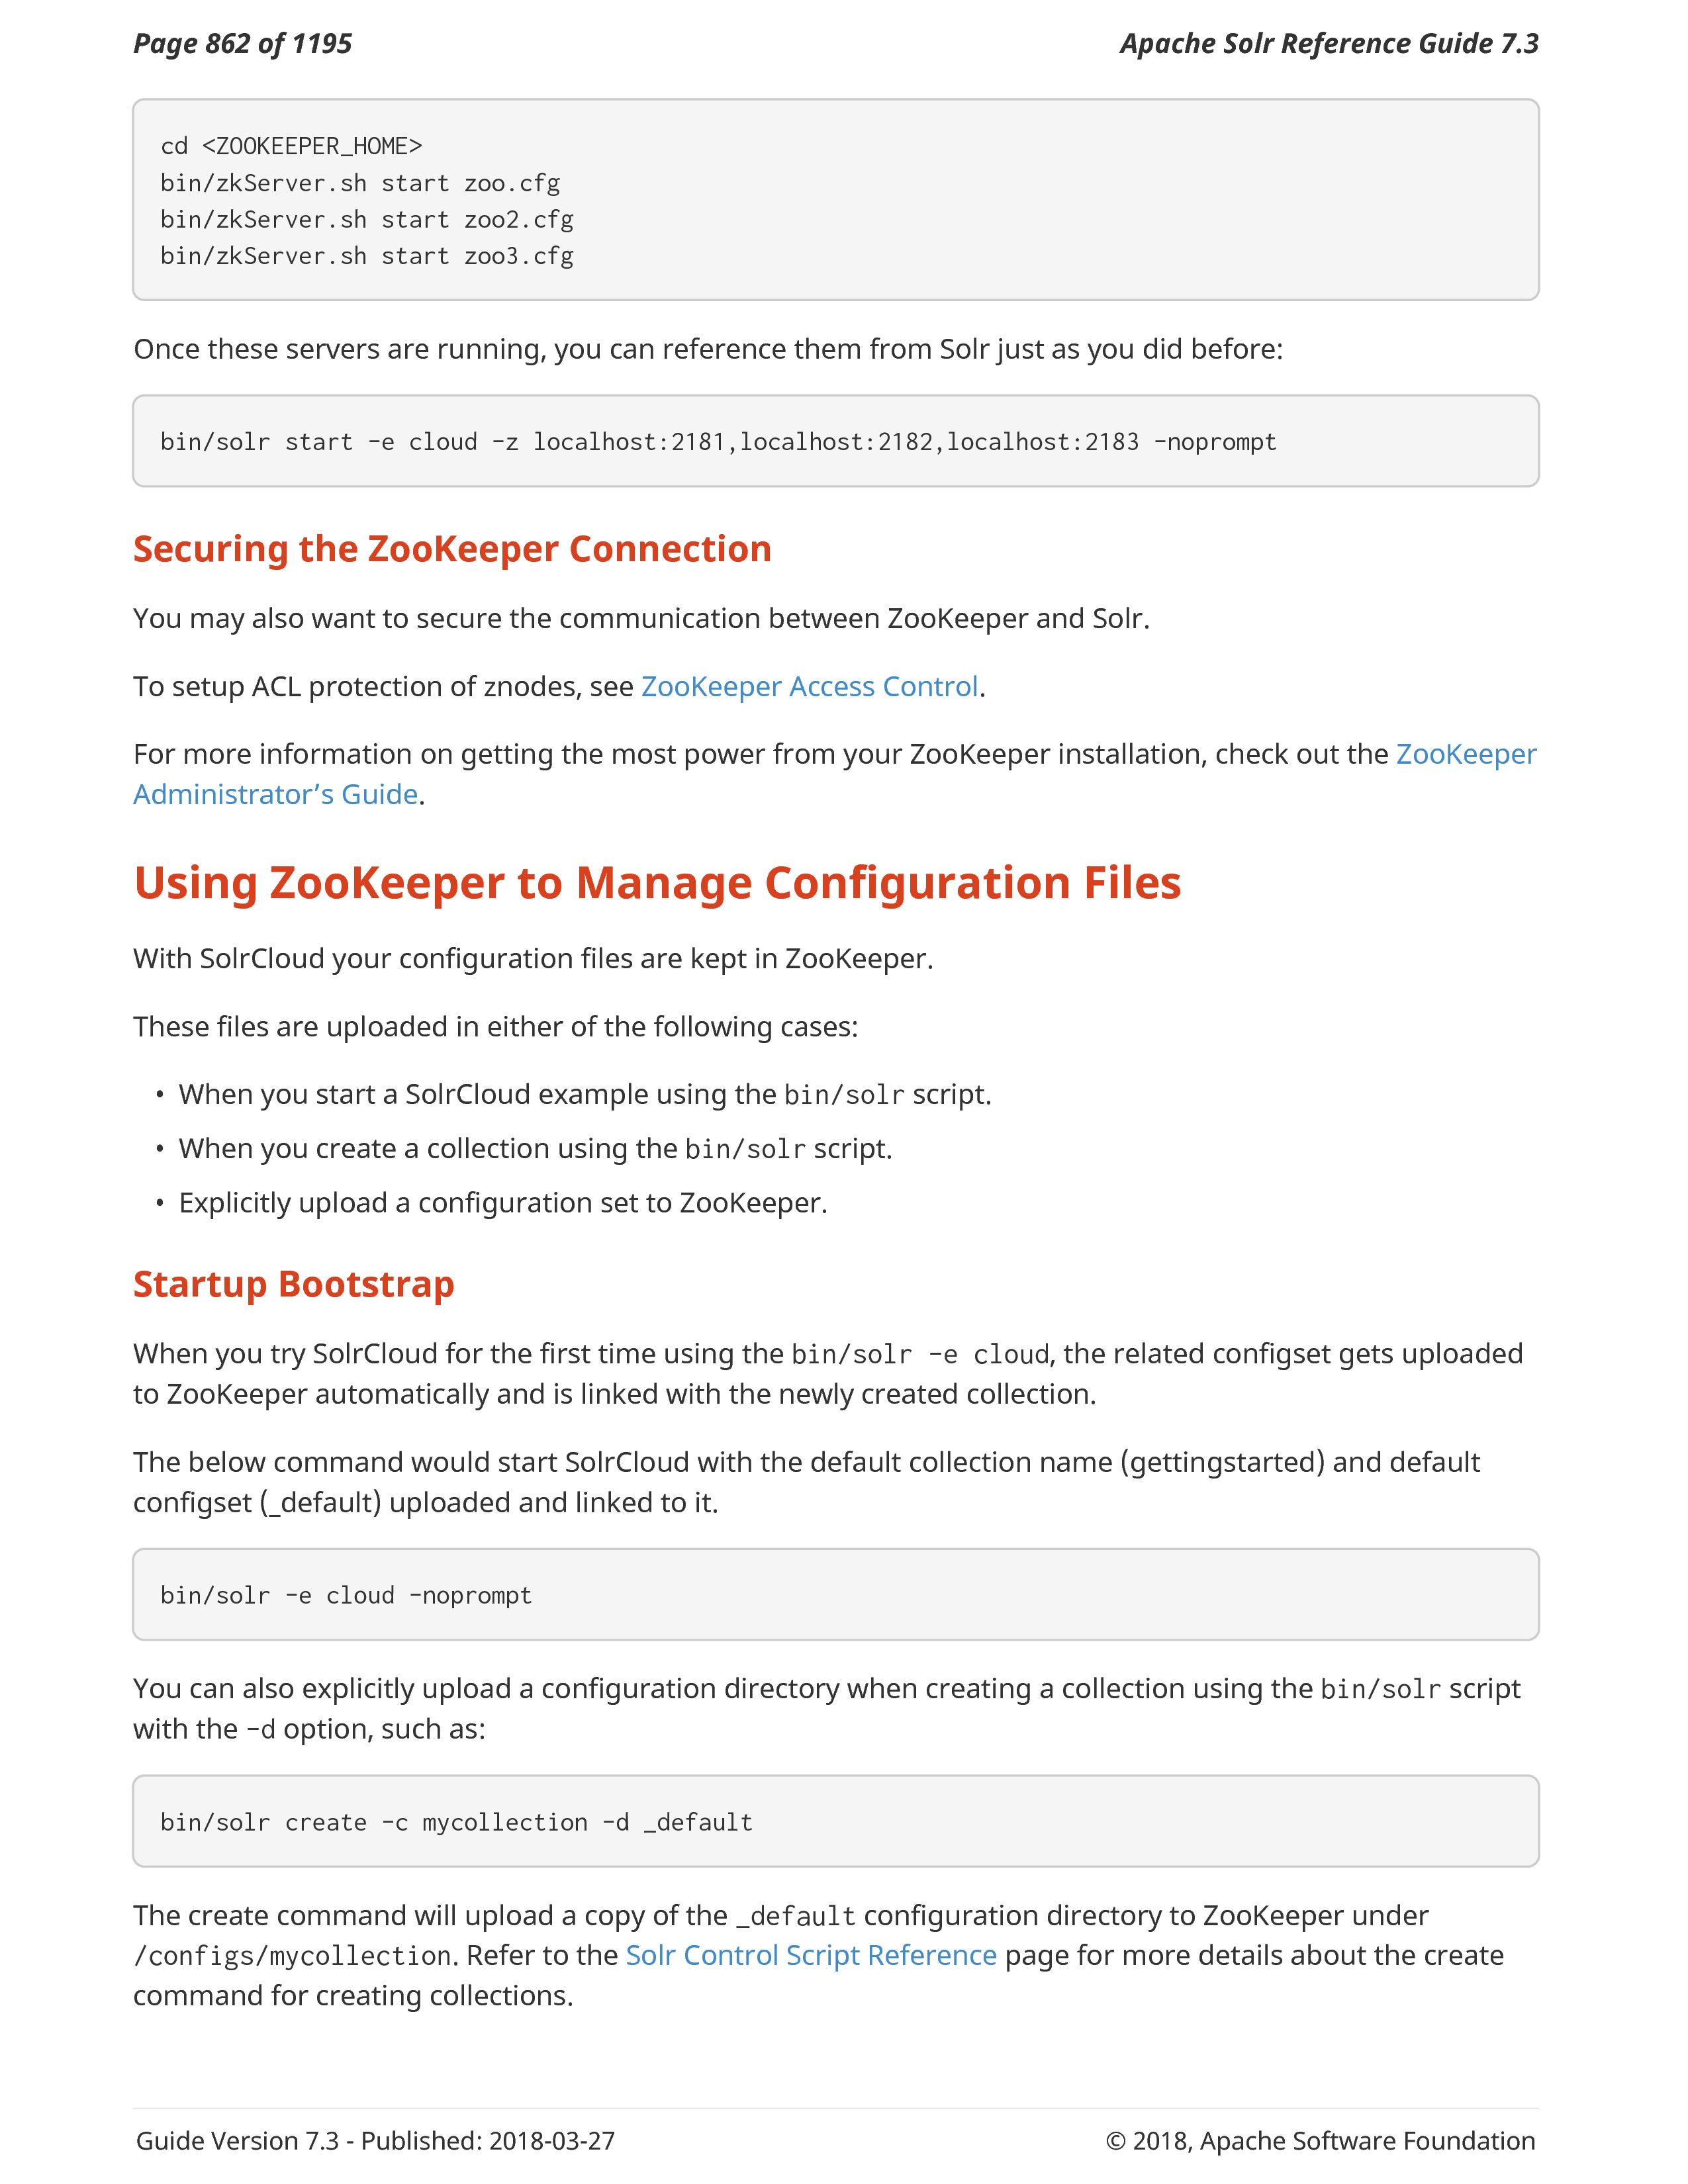 Page 862 of 1195
Apache Solr Reference Guide 7.3
cd <ZOOKEEPER_HOME>
bin/zkServer.sh start zoo.cfg
bin/zkServer.sh start zoo2.cfg
bin/zkServer.sh start zoo3.cfg
Once these servers are running, you can reference them from Solr just as you did before:
bin/solr start -e cloud -z localhost:2181,localhost:2182,localhost:2183 -noprompt
Securing the ZooKeeper Connection
You may also want to secure the communication between ZooKeeper and Solr.
To setup ACL protection of znodes, see ZooKeeper Access Control.
For more information on getting the most power from your ZooKeeper installation, check out the ZooKeeper
Administrator’s Guide.
Using ZooKeeper to Manage Configuration Files
With SolrCloud your configuration files are kept in ZooKeeper.
These files are uploaded in either of the following cases:
• When you start a SolrCloud example using the bin/solr script.
• When you create a collection using the bin/solr script.
• Explicitly upload a configuration set to ZooKeeper.
Startup Bootstrap
When you try SolrCloud for the first time using the bin/solr -e cloud, the related configset gets uploaded
to ZooKeeper automatically and is linked with the newly created collection.
The below command would start SolrCloud with the default collection name (gettingstarted) and default
configset (_default) uploaded and linked to it.
bin/solr -e cloud -noprompt
You can also explicitly upload a configuration directory when creating a collection using the bin/solr script
with the -d option, such as:
bin/solr create -c mycollection -d _default
The create command will upload a copy of the _default configuration directory to ZooKeeper under
/configs/mycollection. Refer to the Solr Control Script Reference page for more details about the create
command for creating collections.
Guide Version 7.3 - Published: 2018-03-27
© 2018, Apache Software Foundation